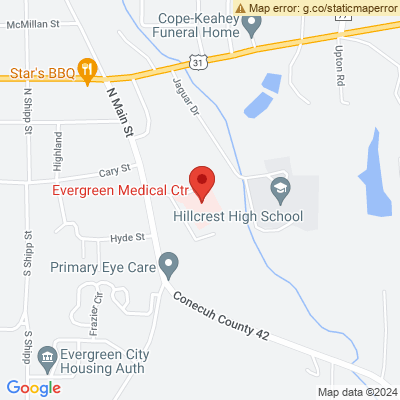 Map error: g.co/staticmaperror
McMillan St
Cope-Keahey
Funeral Home
77
31
Upton Rd
Star's BBQ
N Main St
Jaguar Dr
N Shipp St
Highland
Cary St
Evergreen Medical Ctr
Hillcrest High School
Hyde St
S Shipp St
Primary Eye Care
Conecuh County 42
Frazier Cir
S Shipp
Evergreen City
Housing Auth
Google
Map data ©2024